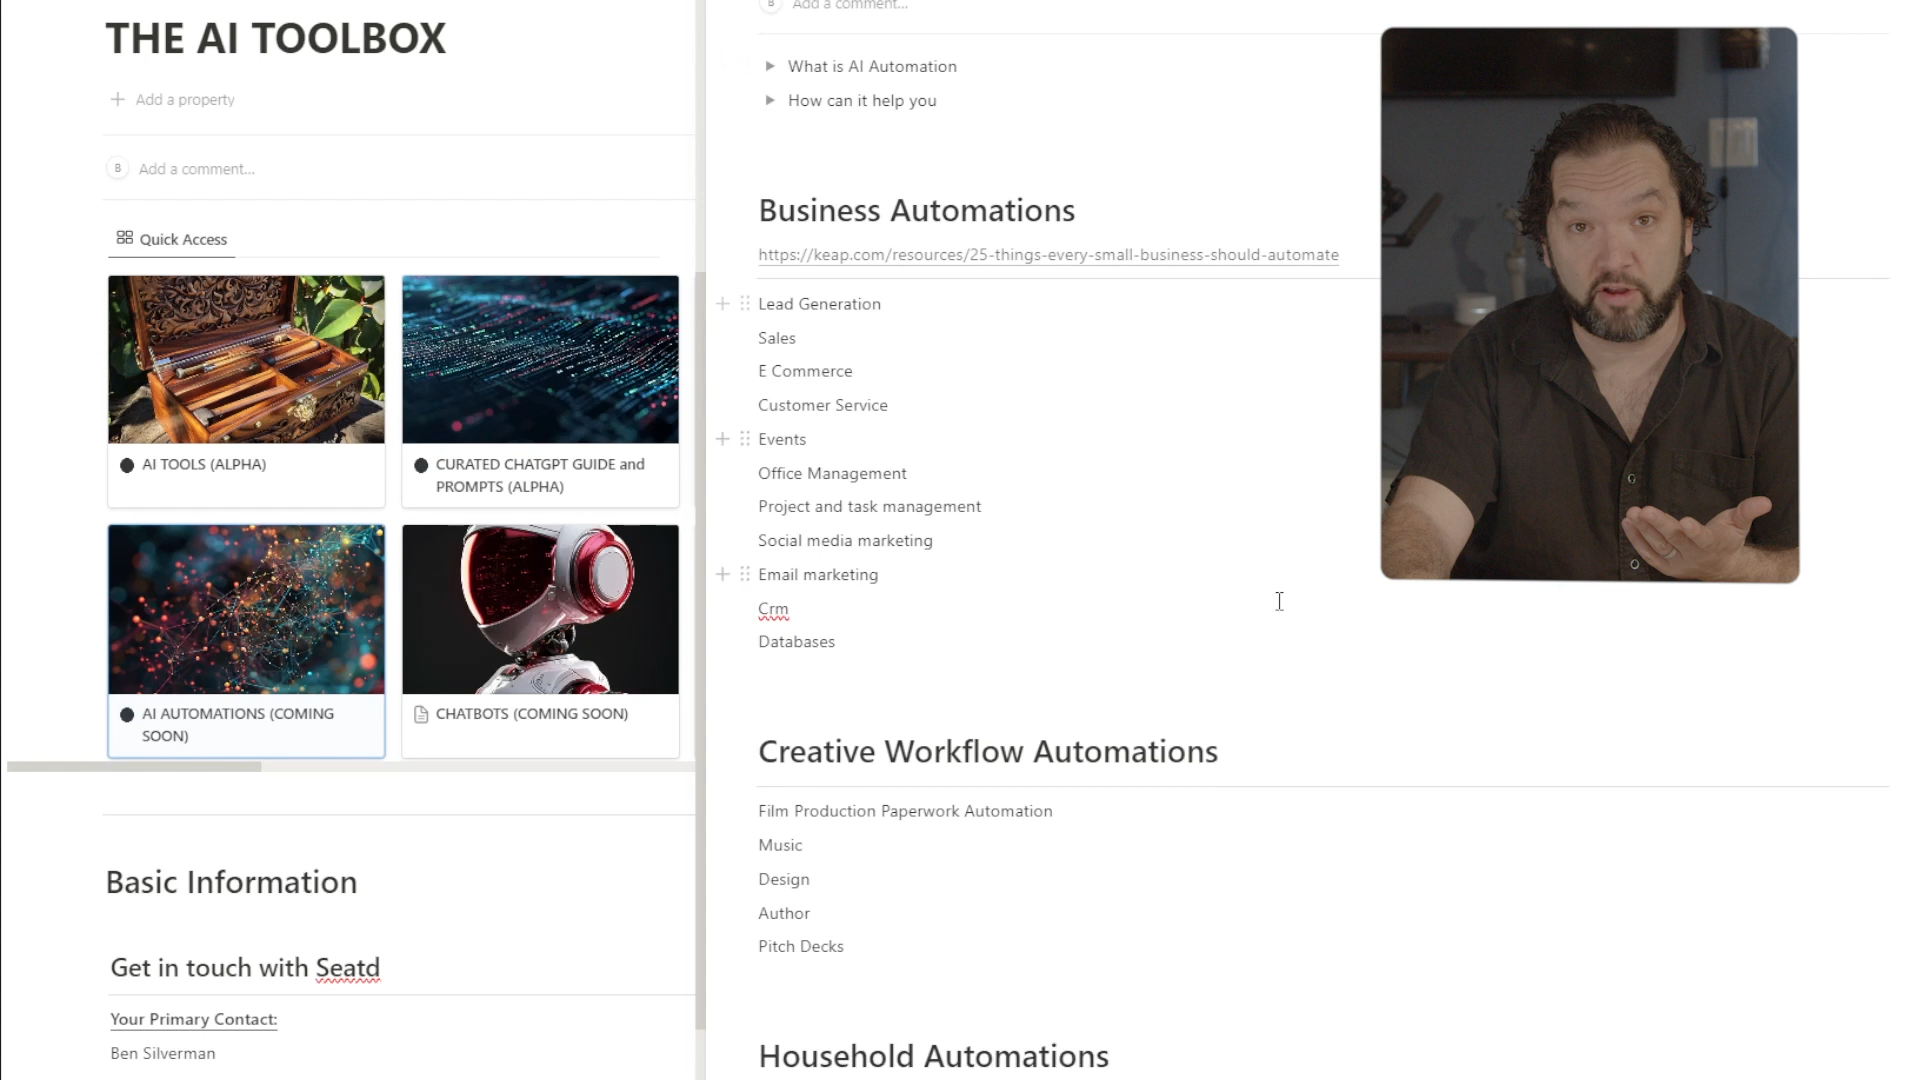 THE AI TOOLBOX
Add a property
B
Add a comment...
Quick Access
AI TOOLS (ALPHA)
CURATED CHATGPT GUIDE and
PROMPTS (ALPHA)
AI AUTOMATIONS (COMING
SOON)
CHATBOTS (COMING SOON)
Basic Information
Get in touch with Seatd
Your Primary Contact:
Ben Silverman
B
Add a comment...
What is AI Automation
How can it help you
Business Automations
https://keap.com/resources/25-things-every-small-business-should-automate
Lead Generation
Sales
E Commerce
Customer Service
Events
Office Management
Project and task management
Social media marketing
Email marketing
Crm
Databases
Creative Workflow Automations
Film Production Paperwork Automation
Music
Design
Author
Pitch Decks
Household Automations